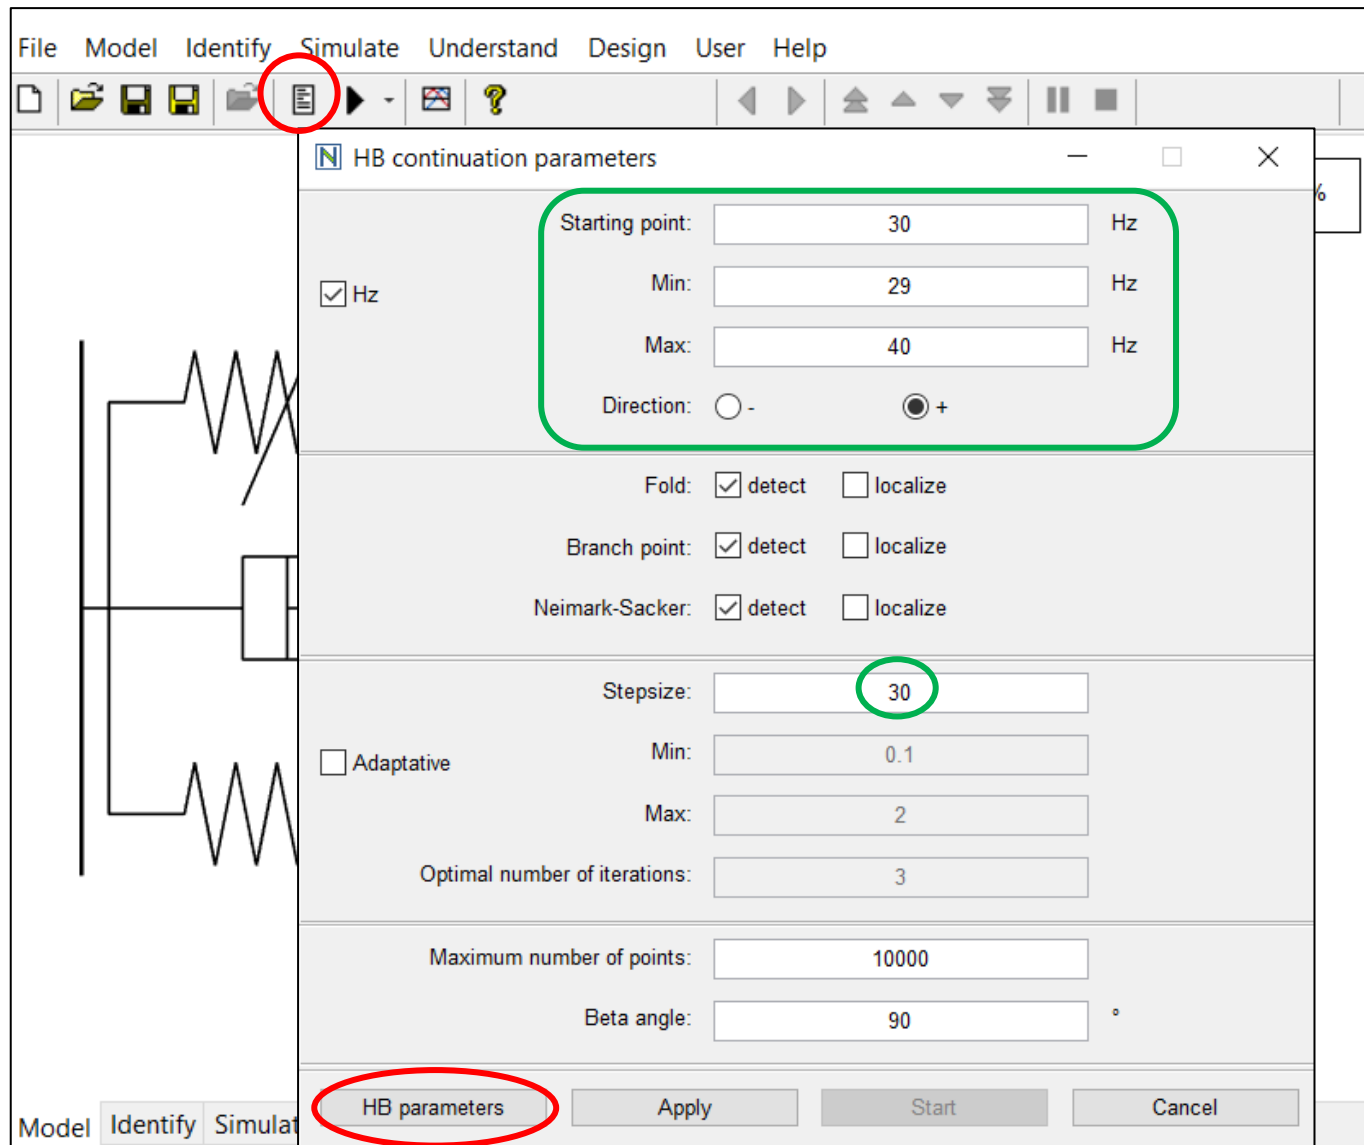 File Model Identify Simulate Understand Design User Help
HB continuation parameters
%
Starting point: 30 Hz
Hz Min: 29 Hz
Max: 40 Hz
Direction: - +
Fold: detect localize
Branch point: detect localize
Neimark-Sacker: detect localize
Stepsize: 30
Adaptative Min: 0.1
Max: 2
Optimal number of iterations: 3
Maximum number of points: 10000
Beta angle: 90 °
HB parameters Apply Start Cancel
Model Identify Simulat